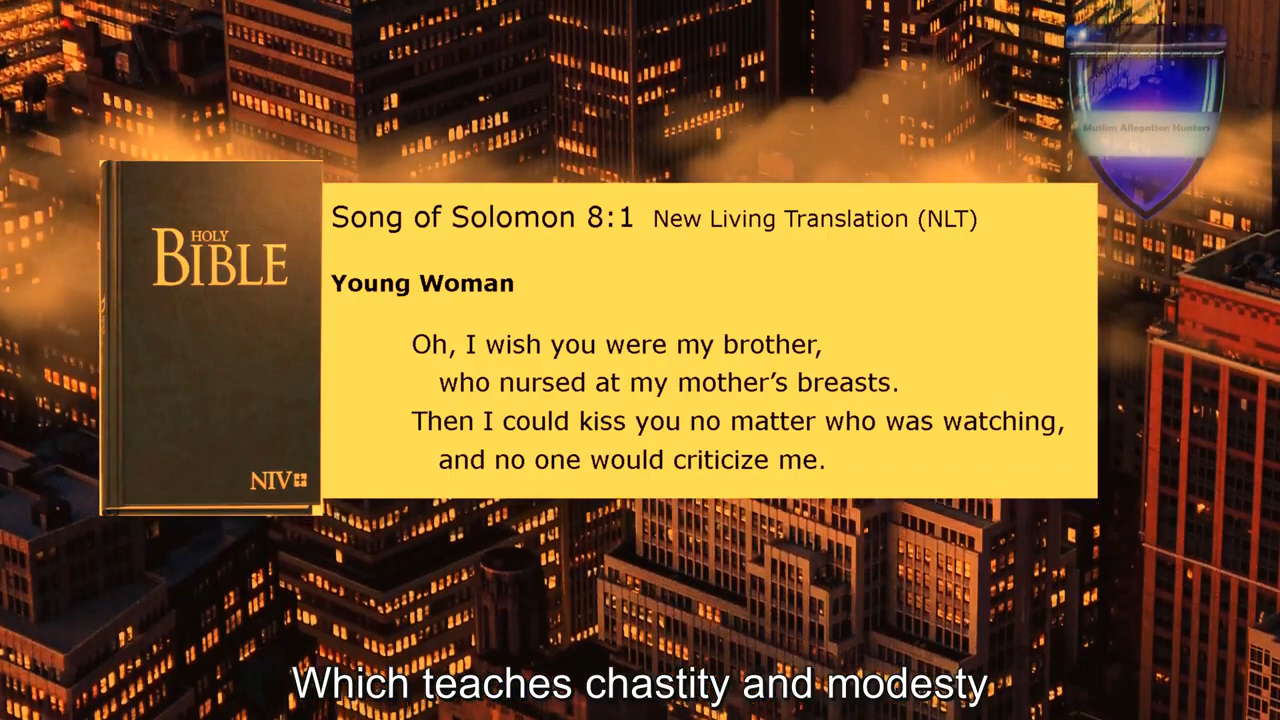 Muslim Allegation Hunters
HOLY
BIBLE
NIV
Song of Solomon 8:1 New Living Translation (NLT)
Young Woman
Oh, I wish you were my brother,
who nursed at my mother’s breasts.
Then I could kiss you no matter who was watching,
and no one would criticize me.
Which teaches chastity and modesty